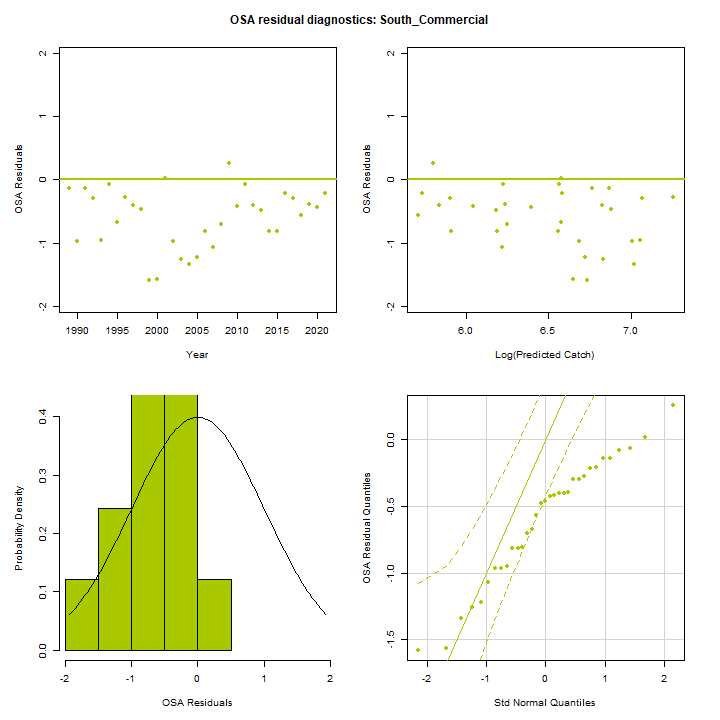 OSA residual diagnostics: South_Commercial
OSA Residuals
2
1
0
-1
-2
1990 1995 2000 2005 2010 2015 2020
Year
OSA Residuals
2
1
0
-1
-2
6.0 6.5 7.0
Log(Predicted Catch)
Probability Density
0.4
0.3
0.2
0.1
0.0
-2 -1 0 1 2
OSA Residuals
OSA Residual Quantiles
0.0
-0.5
-1.0
-1.5
-2 -1 0 1 2
Std Normal Quantiles